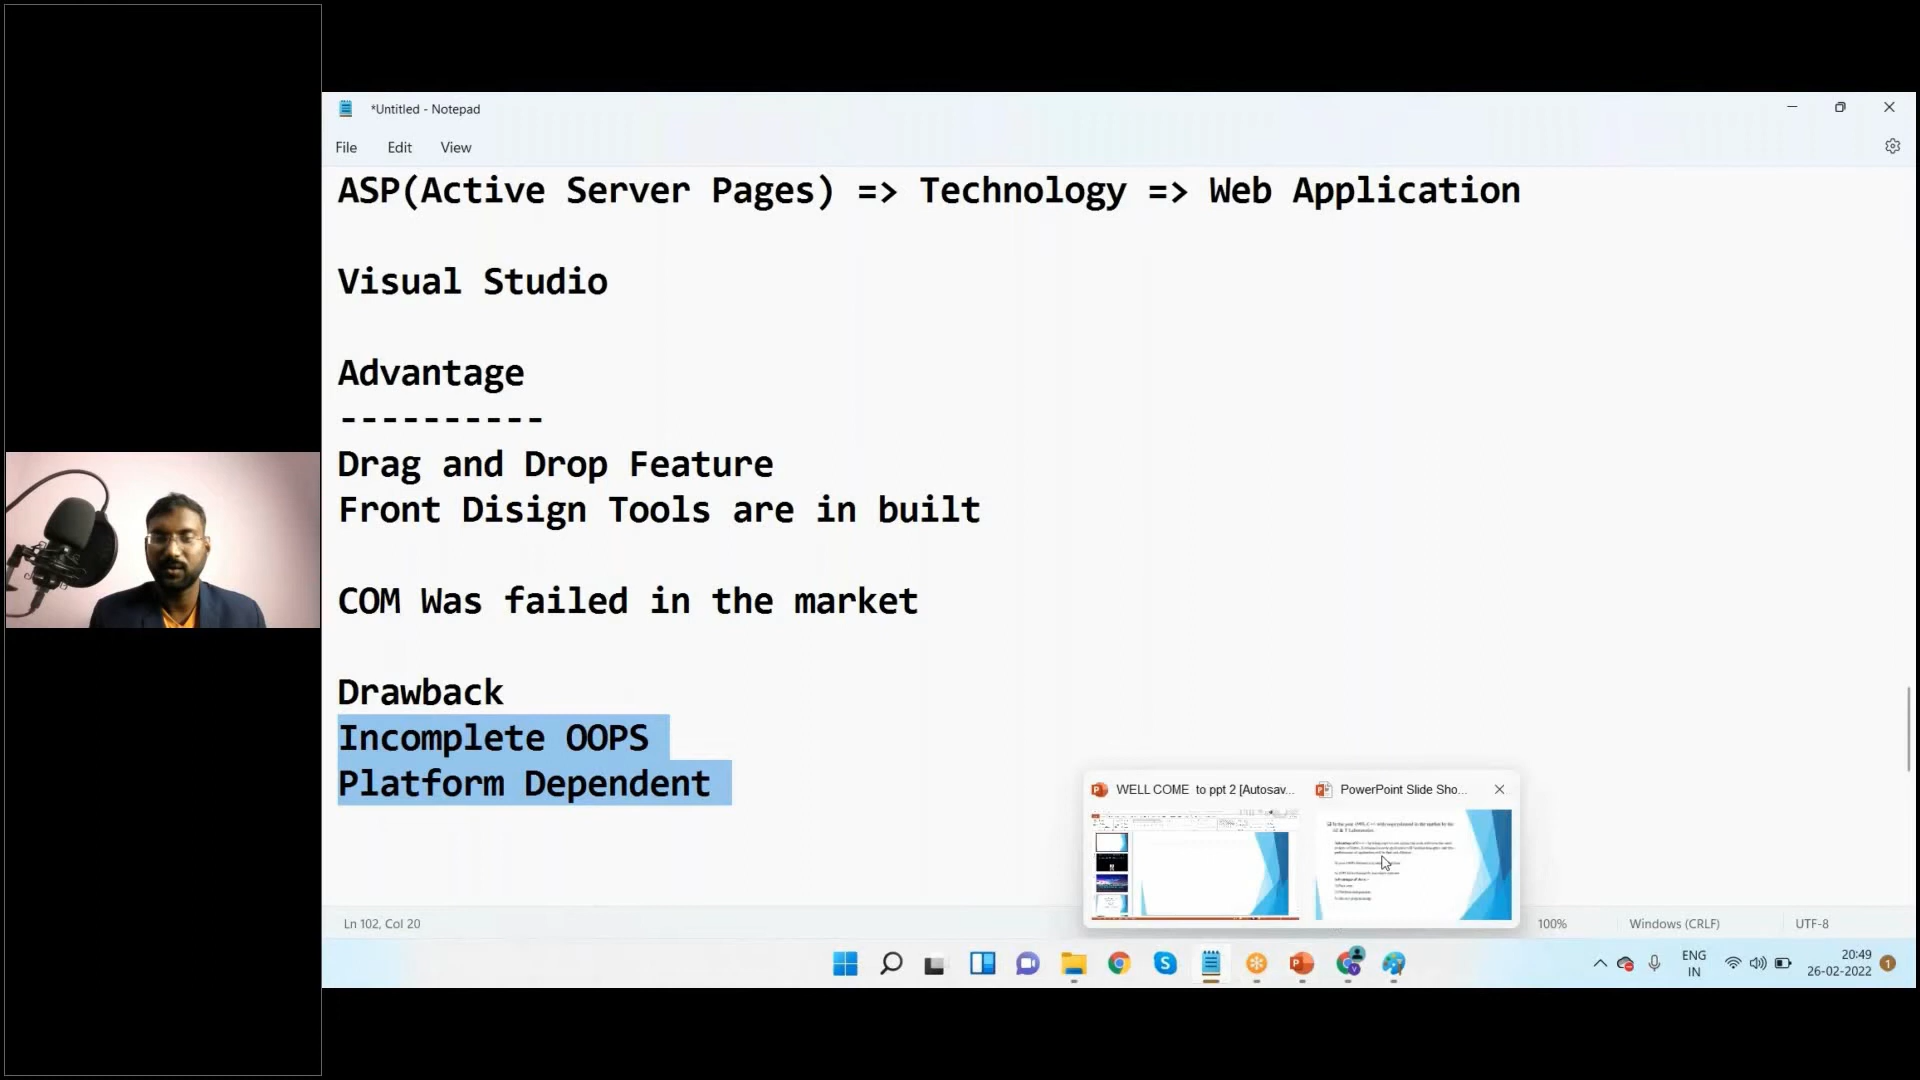 *Untitled - Notepad
File Edit View
ASP(Active Server Pages) => Technology => Web Application
Visual Studio
Advantage
----------
Drag and Drop Feature
Front Disign Tools are in built
COM Was failed in the market
Drawback
Incomplete OOPS
Platform Dependent
WELL COME to ppt 2 [Autosav...
PowerPoint Slide Sho...
Ln 102, Col 20
100%
Windows (CRLF)
UTF-8
ENG
IN
20:49
26-02-2022
1